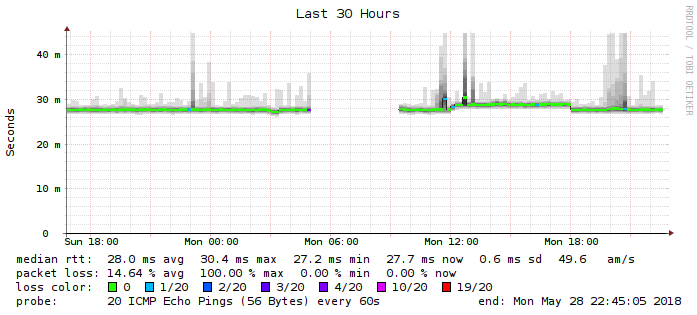 Last 30 Hours
RRDTOOL / TOBI OETIKER
Seconds
40 m
30 m
20 m
10 m
0
Sun 18:00 Mon 00:00 Mon 06:00 Mon 12:00 Mon 18:00
median rtt: 28.0 ms avg 30.4 ms max 27.2 ms min 27.7 ms now 0.6 ms sd 49.6 am/s
packet loss: 14.64 % avg 100.00 % max 0.00 % min 0.00 % now
loss color: 0 1/20 2/20 3/20 4/20 10/20 19/20
probe: 20 ICMP Echo Pings (56 Bytes) every 60s end: Mon May 28 22:45:05 2018